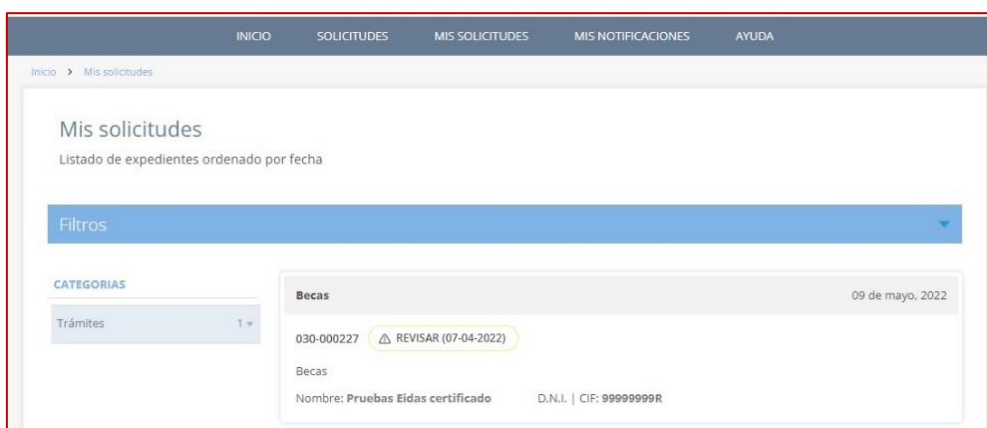 INICIO SOLICITUDES MIS SOLICITUDES MIS NOTIFICACIONES AYUDA
Inicio > Mis solicitudes
Mis solicitudes
Listado de expedientes ordenado por fecha
Filtros
CATEGORIAS
Trámites 1
Becas 09 de mayo, 2022
030-000227 REVISAR (07-04-2022)
Becas
Nombre: Pruebas Eidas certificado D.N.I. | CIF: 99999999R